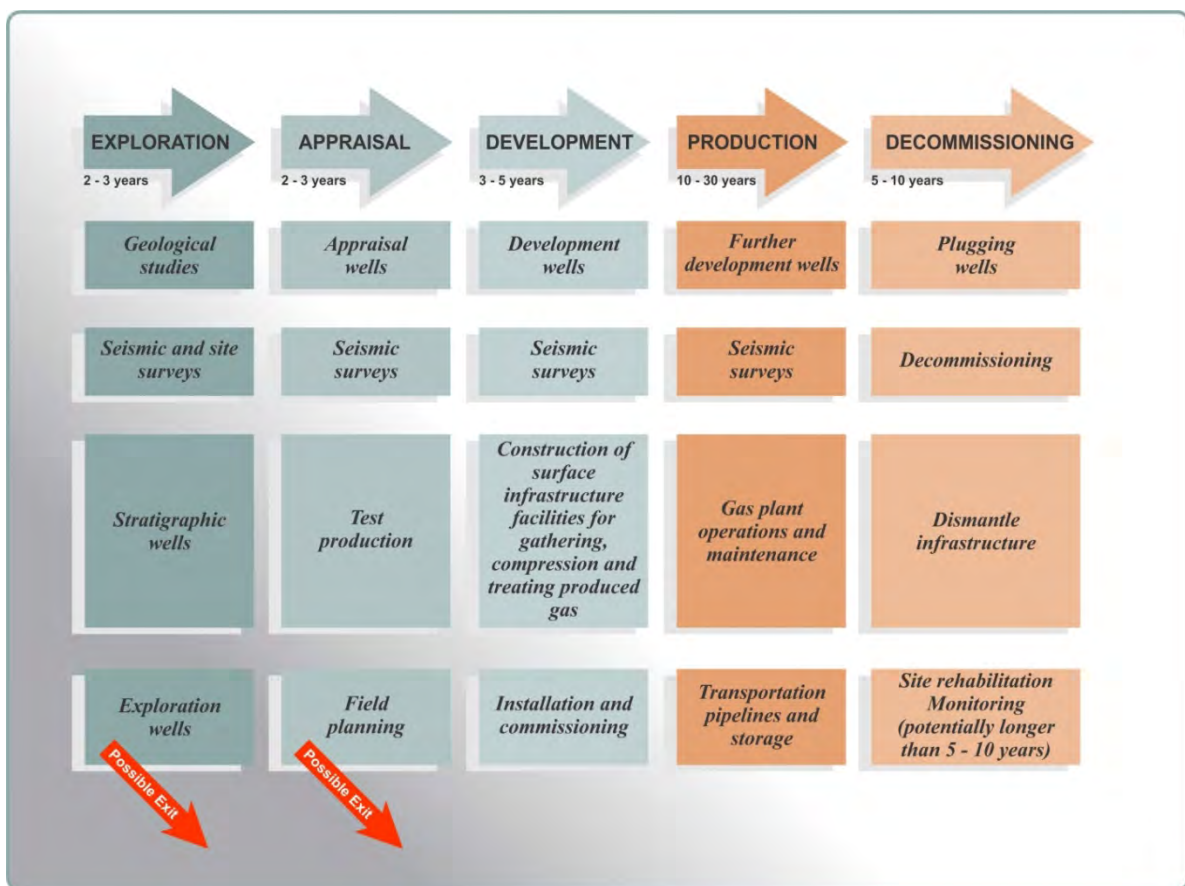 EXPLORATION
2 - 3 years
APPRAISAL
2 - 3 years
DEVELOPMENT
3 - 5 years
PRODUCTION
10 - 30 years
DECOMMISSIONING
5 - 10 years
Geological
studies
Appraisal
wells
Development
wells
Further
development wells
Plugging
wells
Seismic and site
surveys
Seismic
surveys
Seismic
surveys
Seismic
surveys
Decommissioning
Stratigraphic
wells
Test
production
Construction of
surface
infrastructure
facilities for
gathering,
compression and
treating produced
gas
Gas plant
operations and
maintenance
Dismantle
infrastructure
Exploration
wells
Field
planning
Installation and
commissioning
Transportation
pipelines and
storage
Site rehabilitation
Monitoring
(potentially longer
than 5 - 10 years)
Possible Exit
Possible Exit